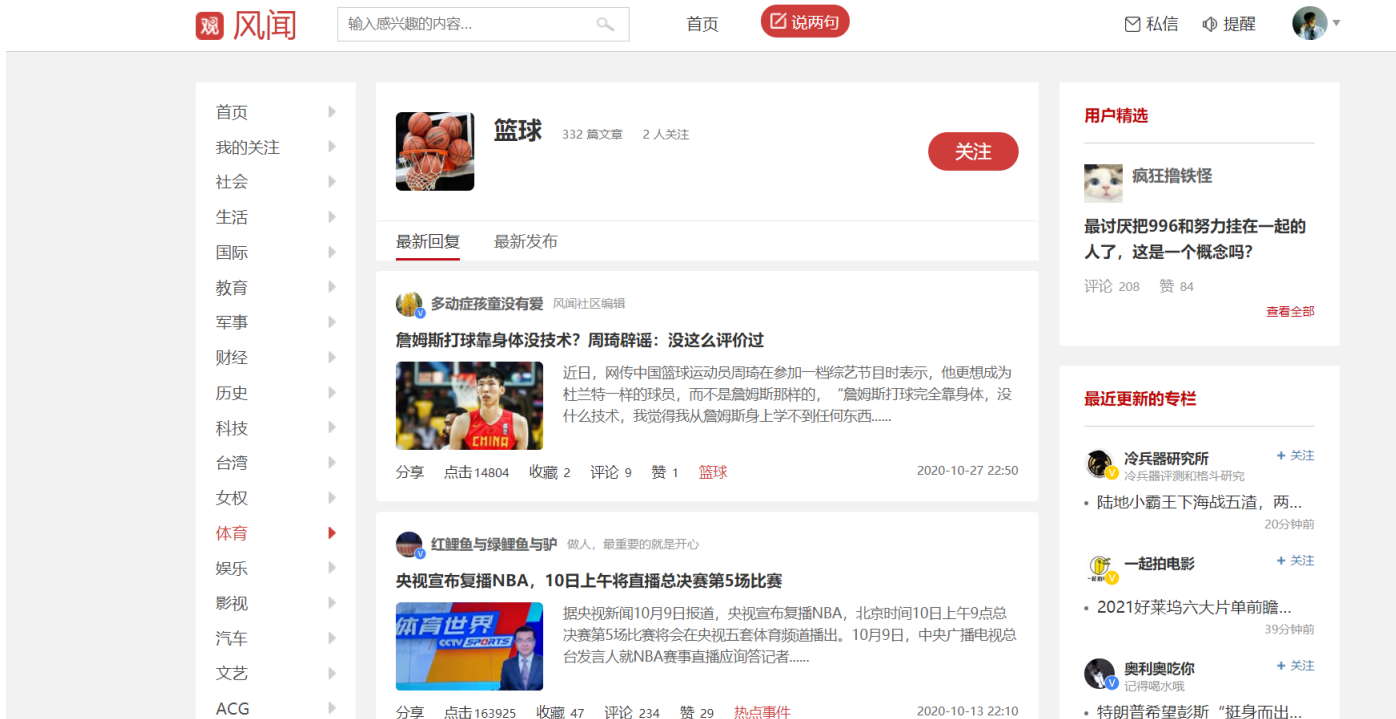 观 风闻
输入感兴趣的内容...
首页
说两句
私信
提醒
首页
我的关注
社会
生活
国际
教育
军事
财经
历史
科技
台湾
女权
体育
娱乐
影视
汽车
文艺
ACG
篮球 332 篇文章 2 人关注
关注
最新回复 最新发布
多动症孩童没有爱 风闻社区编辑
詹姆斯打球靠身体没技术？周琦辟谣：没这么评价过
近日，网传中国篮球运动员周琦在参加一档综艺节目时表示，他更想成为
杜兰特一样的球员，而不是詹姆斯那样的，“詹姆斯打球完全靠身体，没
什么技术，我觉得我从詹姆斯身上学不到任何东西......
CHINA
分享 点击14804 收藏 2 评论 9 赞 1 篮球 2020-10-27 22:50
红鲤鱼与绿鲤鱼与驴 做人，最重要的就是开心
央视宣布复播NBA，10日上午将直播总决赛第5场比赛
据央视新闻10月9日报道，央视宣布复播NBA，北京时间10日上午9点总
决赛第5场比赛将会在央视五套体育频道播出。10月9日，中央广播电视总
台发言人就NBA赛事直播应询答记者......
体育世界
CCTV SPORTS
分享 点击163925 收藏 47 评论 234 赞 29 热点事件 2020-10-13 22:10
用户精选
疯狂撸铁怪
最讨厌把996和努力挂在一起的
人了，这是一个概念吗？
评论 208 赞 84
查看全部
最近更新的专栏
冷兵器研究所 + 关注
冷兵器评测和格斗研究
• 陆地小霸王下海战五渣，两...
20分钟前
一起拍电影 + 关注
• 2021好莱坞六大片单前瞻...
39分钟前
奥利奥吃你 + 关注
记得喝水哦
• 特朗普希望彭斯“挺身而出...